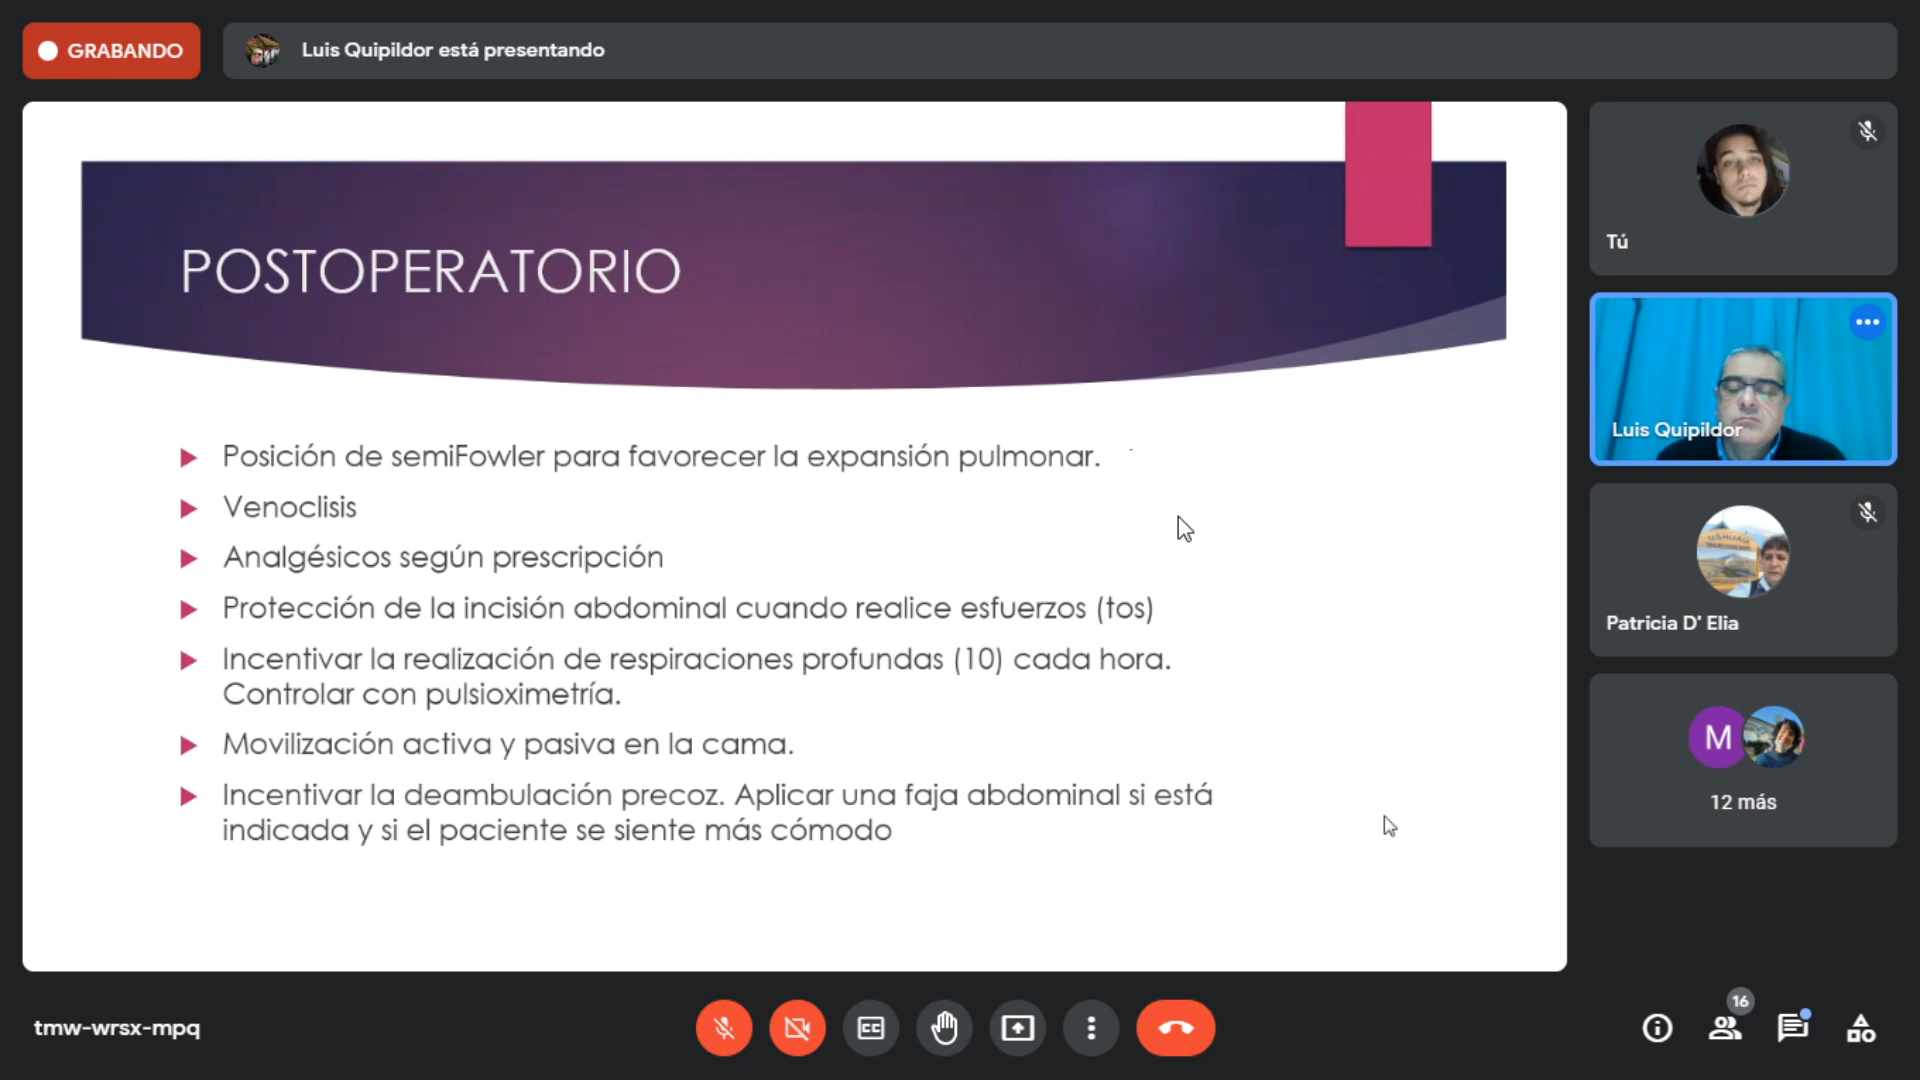 GRABANDO
Luis Quipildor está presentando
POSTOPERATORIO
Posición de semiFowler para favorecer la expansión pulmonar.
Venoclisis
Analgésicos según prescripción
Protección de la incisión abdominal cuando realice esfuerzos (tos)
Incentivar la realización de respiraciones profundas (10) cada hora.
Controlar con pulsioximetría.
Movilización activa y pasiva en la cama.
Incentivar la deambulación precoz. Aplicar una faja abdominal si está
indicada y si el paciente se siente más cómodo
Tú
Luis Quipildor
USHUAIA
Patricia D' Elia
M
12 más
tmw-wrsx-mpq
CC
16